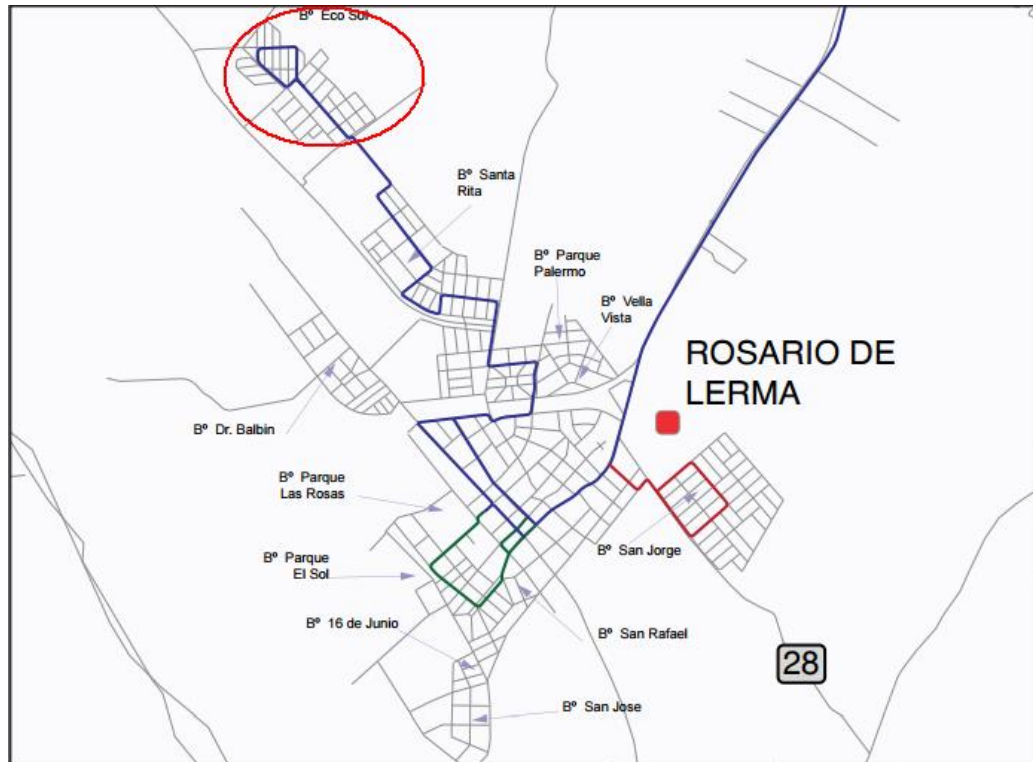 Bº Eco Sol
Bº Santa
Rita
Bº Parque
Palermo
Bº Vella
Vista
ROSARIO DE
LERMA
Bº Dr. Balbin
Bº Parque
Las Rosas
Bº San Jorge
Bº Parque
El Sol
Bº 16 de Junio
Bº San Rafael
28
Bº San Jose